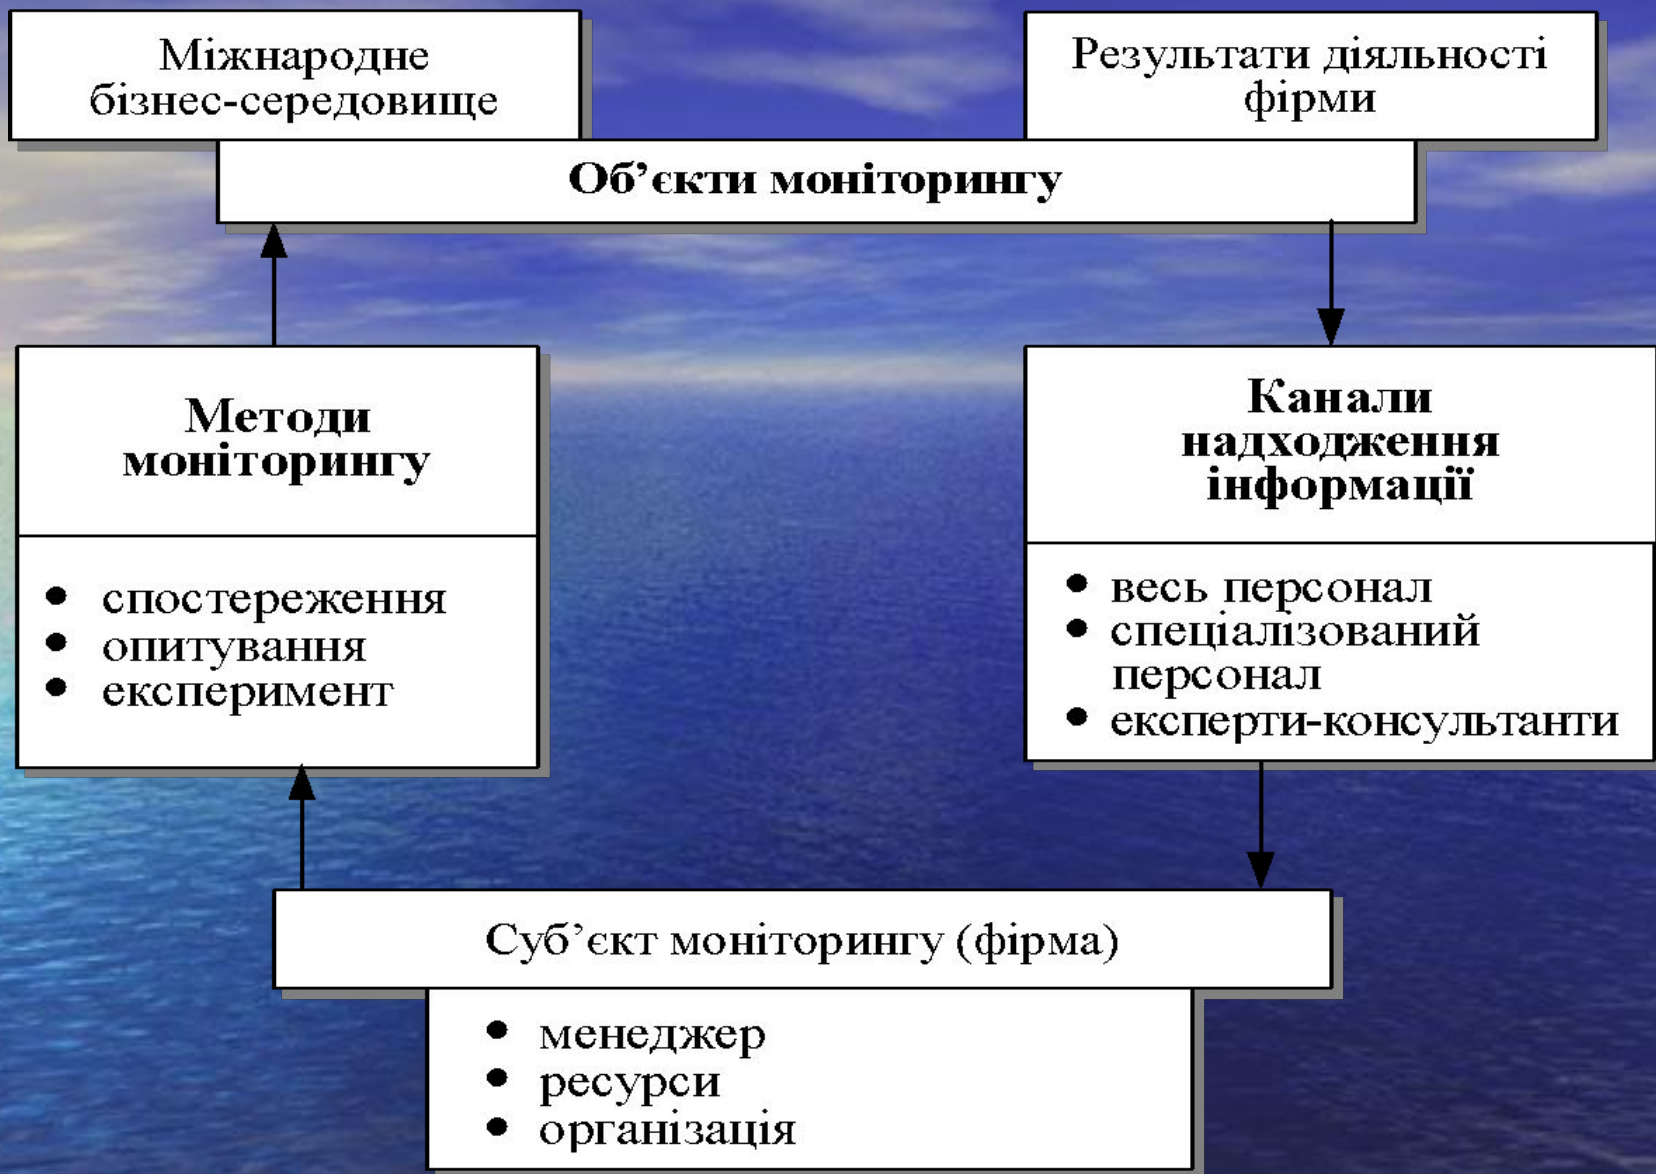 Міжнародне
бізнес-середовище
Результати діяльності
фірми
Об’єкти моніторингу
Методи
моніторингу
• спостереження
• опитування
• експеримент
Канали
надходження
інформації
• весь персонал
• спеціалізований
персонал
• експерти-консультанти
Суб’єкт моніторингу (фірма)
• менеджер
• ресурси
• організація